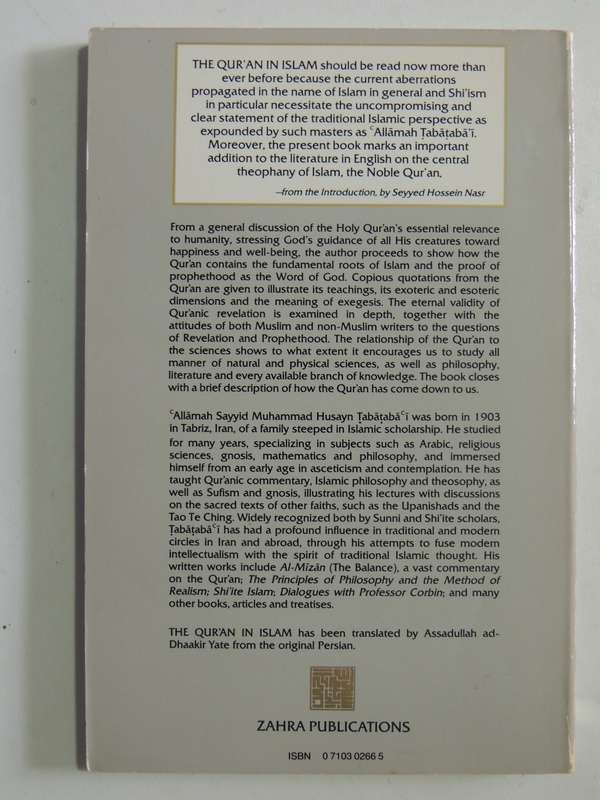 THE QUR'AN IN ISLAM should be read now more than
ever before because the current aberrations
propagated in the name of Islam in general and Shi'ism
in particular necessitate the uncompromising and
clear statement of the traditional Islamic perspective as
expounded by such masters as ʿAllāmah Ṭabāṭabā'ī.
Moreover, the present book marks an important
addition to the literature in English on the central
theophany of Islam, the Noble Qur'an.
—from the Introduction, by Seyyed Hossein Nasr
From a general discussion of the Holy Qur'an's essential relevance
to humanity, stressing God's guidance of all His creatures toward
happiness and well-being, the author proceeds to show how the
Qur'an contains the fundamental roots of Islam and the proof of
prophethood as the Word of God. Copious quotations from the
Qur'an are given to illustrate its teachings, its exoteric and esoteric
dimensions and the meaning of exegesis. The eternal validity of
Qur'anic revelation is examined in depth, together with the
attitudes of both Muslim and non-Muslim writers to the questions
of Revelation and Prophethood. The relationship of the Qur'an to
the sciences shows to what extent it encourages us to study all
manner of natural and physical sciences, as well as philosophy,
literature and every available branch of knowledge. The book closes
with a brief description of how the Qur'an has come down to us.
ʿAllāmah Sayyid Muhammad Husayn Ṭabāṭabāʿī was born in 1903
in Tabriz, Iran, of a family steeped in Islamic scholarship. He studied
for many years, specializing in subjects such as Arabic, religious
sciences, gnosis, mathematics and philosophy, and immersed
himself from an early age in asceticism and contemplation. He has
taught Qur'anic commentary, Islamic philosophy and theosophy, as
well as Sufism and gnosis, illustrating his lectures with discussions
on the sacred texts of other faiths, such as the Upanishads and the
Tao Te Ching. Widely recognized both by Sunni and Shi'ite scholars,
Ṭabāṭabāʿī has had a profound influence in traditional and modern
circles in Iran and abroad, through his attempts to fuse modern
intellectualism with the spirit of traditional Islamic thought. His
written works include Al-Mīzān (The Balance), a vast commentary
on the Qur'an; The Principles of Philosophy and the Method of
Realism; Shi'ite Islam; Dialogues with Professor Corbin; and many
other books, articles and treatises.
THE QUR'AN IN ISLAM has been translated by Assadullah ad-
Dhaakir Yate from the original Persian.
ZAHRA PUBLICATIONS
ISBN 0 7103 0266 5